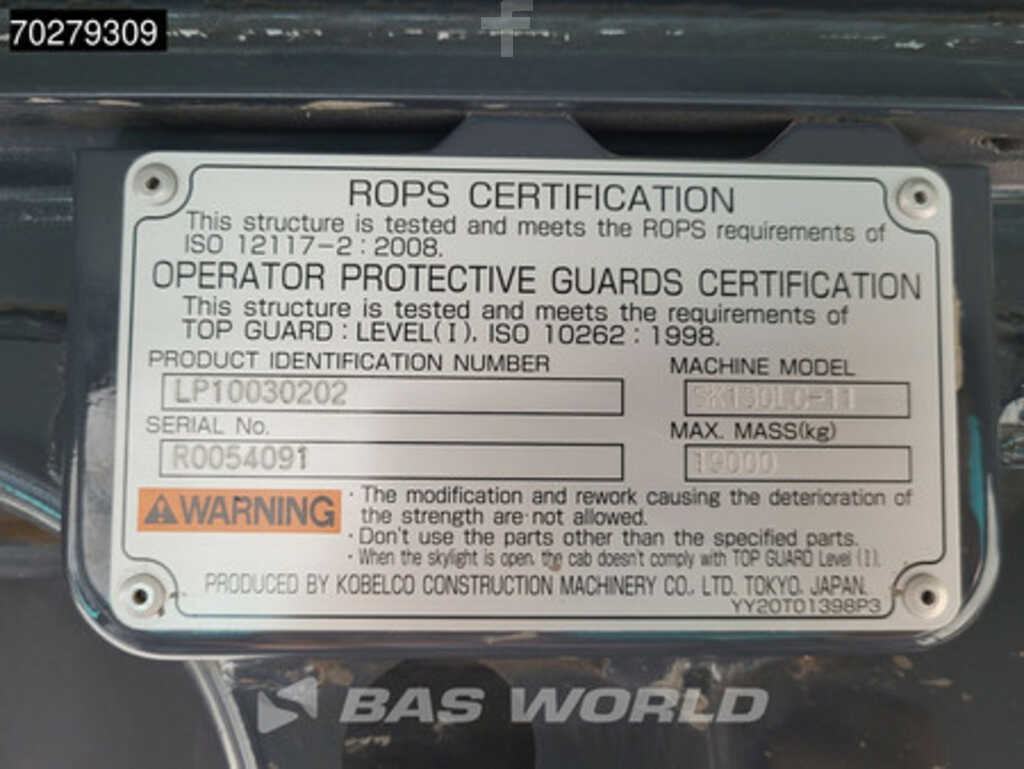 70279309
ROPS CERTIFICATION
This structure is tested and meets the ROPS requirements of
ISO 12117-2 : 2008.
OPERATOR PROTECTIVE GUARDS CERTIFICATION
This structure is tested and meets the requirements of
TOP GUARD : LEVEL(I), ISO 10262 : 1998.
PRODUCT IDENTIFICATION NUMBER
MACHINE MODEL
LP10030202
SK130LC-11
SERIAL No.
MAX. MASS(kg)
R0054091
19000
WARNING
· The modification and rework causing the deterioration of
the strength are not allowed.
· Don't use the parts other than the specified parts.
· When the skylight is open, the cab doesn't comply with TOP GUARD Level (I).
PRODUCED BY KOBELCO CONSTRUCTION MACHINERY CO., LTD. TOKYO, JAPAN.
YY20T01398P3
BAS WORLD